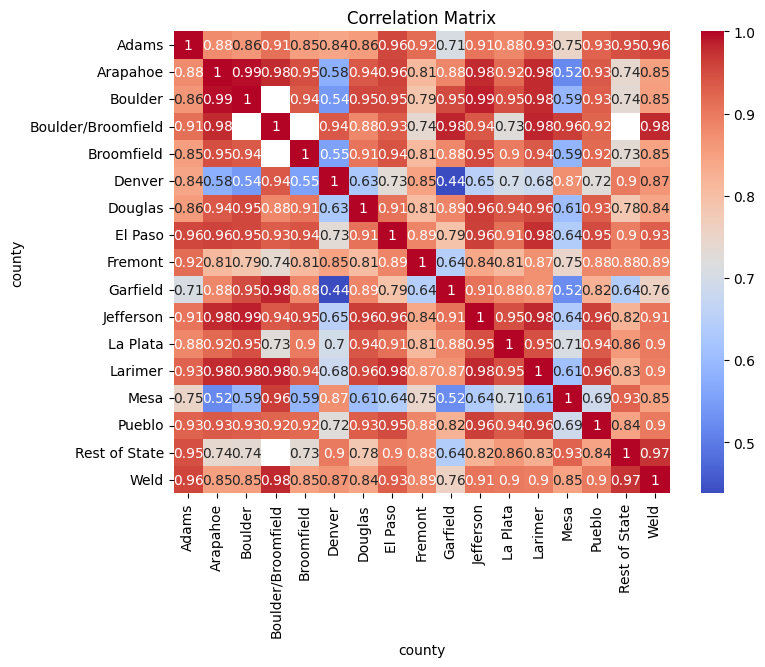 Correlation Matrix
Adams 1 0.88 0.86 0.91 0.85 0.84 0.86 0.96 0.92 0.71 0.91 0.88 0.93 0.75 0.93 0.95 0.96
Arapahoe 0.88 1 0.99 0.98 0.95 0.58 0.94 0.96 0.81 0.88 0.98 0.92 0.98 0.52 0.93 0.74 0.85
Boulder 0.86 0.99 1 0.94 0.54 0.95 0.95 0.79 0.95 0.99 0.95 0.98 0.59 0.93 0.74 0.85
Boulder/Broomfield 0.91 0.98 1 0.94 0.88 0.93 0.74 0.98 0.94 0.73 0.98 0.96 0.92 0.98
Broomfield 0.85 0.95 0.94 1 0.55 0.91 0.94 0.81 0.88 0.95 0.9 0.94 0.59 0.92 0.73 0.85
Denver 0.84 0.58 0.54 0.94 0.55 1 0.63 0.73 0.85 0.44 0.65 0.7 0.68 0.87 0.72 0.9 0.87
Douglas 0.86 0.94 0.95 0.88 0.91 0.63 1 0.91 0.81 0.89 0.96 0.94 0.96 0.61 0.93 0.78 0.84
El Paso 0.96 0.96 0.95 0.93 0.94 0.73 0.91 1 0.89 0.79 0.96 0.91 0.98 0.64 0.95 0.9 0.93
Fremont 0.92 0.81 0.79 0.74 0.81 0.85 0.81 0.89 1 0.64 0.84 0.81 0.87 0.75 0.88 0.88 0.89
Garfield 0.71 0.88 0.95 0.98 0.88 0.44 0.89 0.79 0.64 1 0.91 0.88 0.87 0.52 0.82 0.64 0.76
Jefferson 0.91 0.98 0.99 0.94 0.95 0.65 0.96 0.96 0.84 0.91 1 0.95 0.98 0.64 0.96 0.82 0.91
La Plata 0.88 0.92 0.95 0.73 0.9 0.7 0.94 0.91 0.81 0.88 0.95 1 0.95 0.71 0.94 0.86 0.9
Larimer 0.93 0.98 0.98 0.98 0.94 0.68 0.96 0.98 0.87 0.87 0.98 0.95 1 0.61 0.96 0.83 0.9
Mesa 0.75 0.52 0.59 0.96 0.59 0.87 0.61 0.64 0.75 0.52 0.64 0.71 0.61 1 0.69 0.93 0.85
Pueblo 0.93 0.93 0.93 0.92 0.92 0.72 0.93 0.95 0.88 0.82 0.96 0.94 0.96 0.69 1 0.84 0.9
Rest of State 0.95 0.74 0.74 0.73 0.9 0.78 0.9 0.88 0.64 0.82 0.86 0.83 0.93 0.84 1 0.97
Weld 0.96 0.85 0.85 0.98 0.85 0.87 0.84 0.93 0.89 0.76 0.91 0.9 0.9 0.85 0.9 0.97 1
county
Adams
Arapahoe
Boulder
Boulder/Broomfield
Broomfield
Denver
Douglas
El Paso
Fremont
Garfield
Jefferson
La Plata
Larimer
Mesa
Pueblo
Rest of State
Weld
county
1.0
0.9
0.8
0.7
0.6
0.5